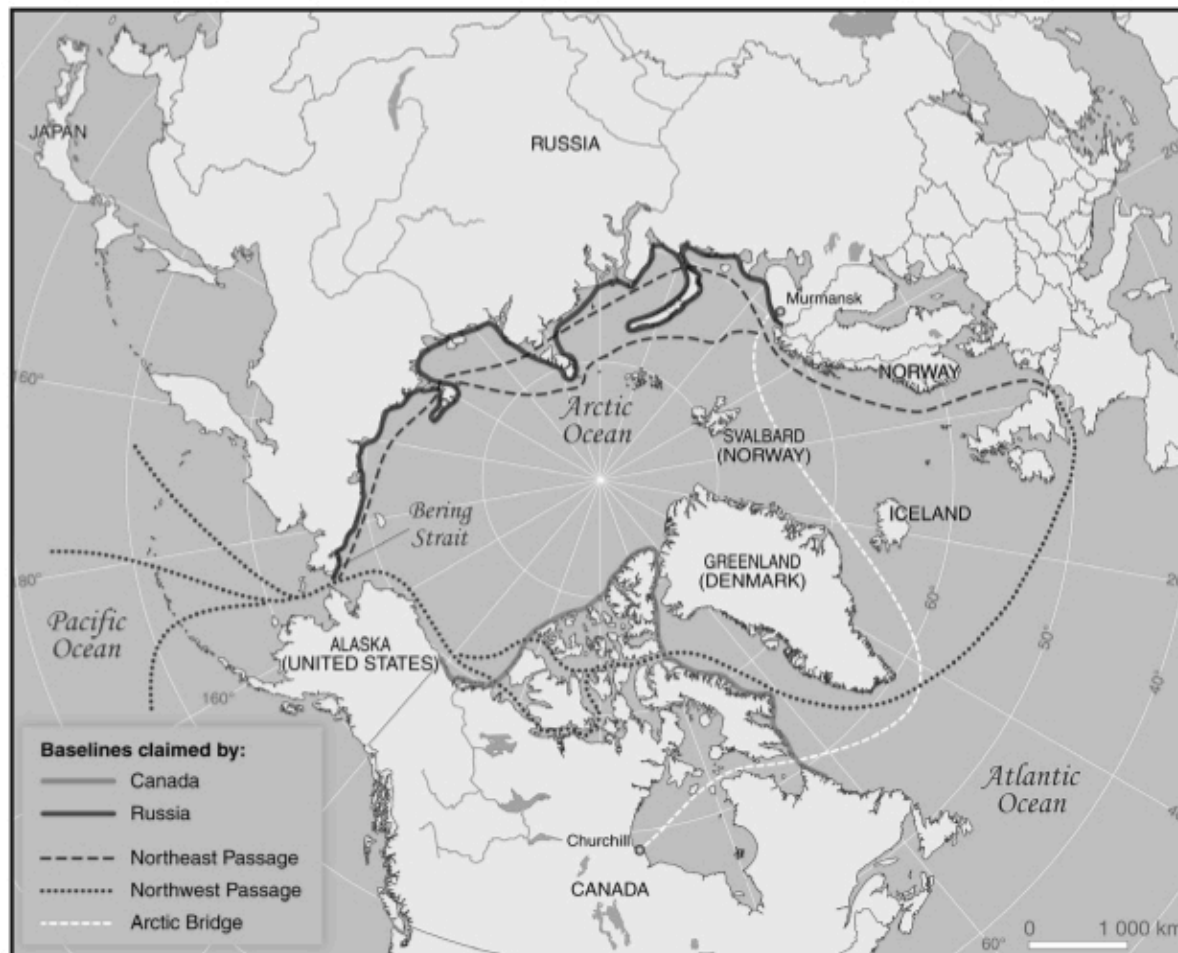 JAPAN
RUSSIA
20
Murmansk
NORWAY
160°
Arctic
Ocean
SVALBARD
(NORWAY)
Bering
Strait
ICELAND
GREENLAND
(DENMARK)
180°
Pacific
Ocean
ALASKA
(UNITED STATES)
160°
60°
50°
40°
20
Baselines claimed by:
Canada
Russia
Northeast Passage
Northwest Passage
Arctic Bridge
Churchill
CANADA
Atlantic
Ocean
0 1 000 km
60°